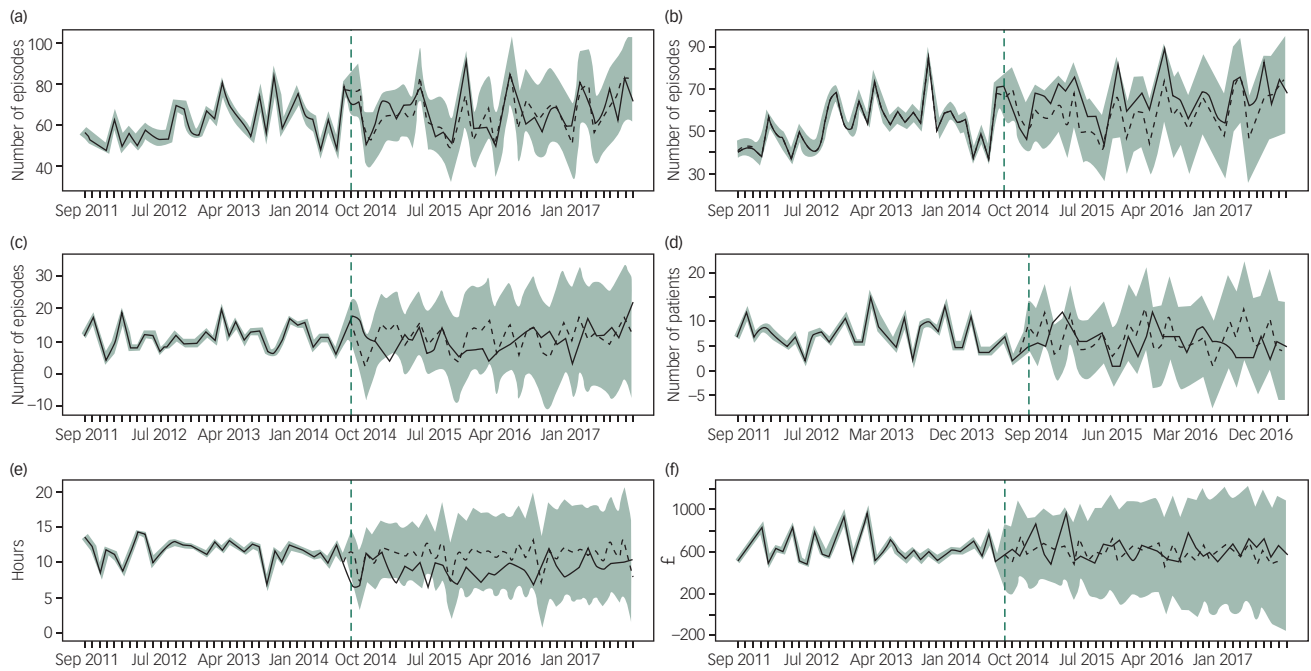 (a)
Number of episodes
100
80
60
40
Sep 2011 Jul 2012 Apr 2013 Jan 2014 Oct 2014 Jul 2015 Apr 2016 Jan 2017
(b)
Number of episodes
90
70
50
30
Sep 2011 Jul 2012 Apr 2013 Jan 2014 Oct 2014 Jul 2015 Apr 2016 Jan 2017
(c)
Number of episodes
30
20
10
0
−10
Sep 2011 Jul 2012 Apr 2013 Jan 2014 Oct 2014 Jul 2015 Apr 2016 Jan 2017
(d)
Number of patients
20
15
10
5
0
−5
Sep 2011 Jul 2012 Mar 2013 Dec 2013 Sep 2014 Jun 2015 Mar 2016 Dec 2016
(e)
Hours
20
15
10
5
0
Sep 2011 Jul 2012 Apr 2013 Jan 2014 Oct 2014 Jul 2015 Apr 2016 Jan 2017
(f)
£
1000
600
200
−200
Sep 2011 Jul 2012 Apr 2013 Jan 2014 Oct 2014 Jul 2015 Apr 2016 Jan 2017